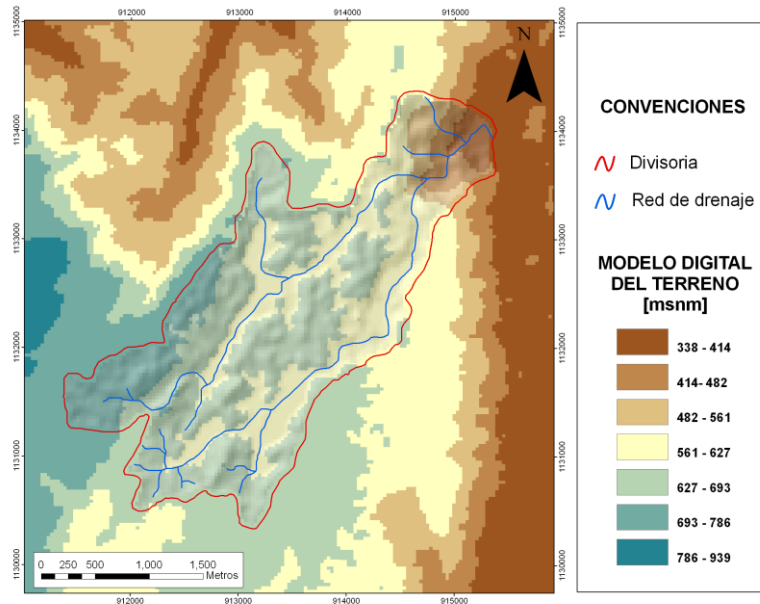 912000 913000 914000 915000
1135000
1134000
1133000
1132000
1131000
1130000
N
0 250 500 1,000 1,500
Metros
912000 913000 914000 915000
1135000
1134000
1133000
1132000
1131000
1130000
CONVENCIONES
Divisoria
Red de drenaje
MODELO DIGITAL
DEL TERRENO
[msnm]
338 - 414
414- 482
482 - 561
561 - 627
627 - 693
693 - 786
786 - 939